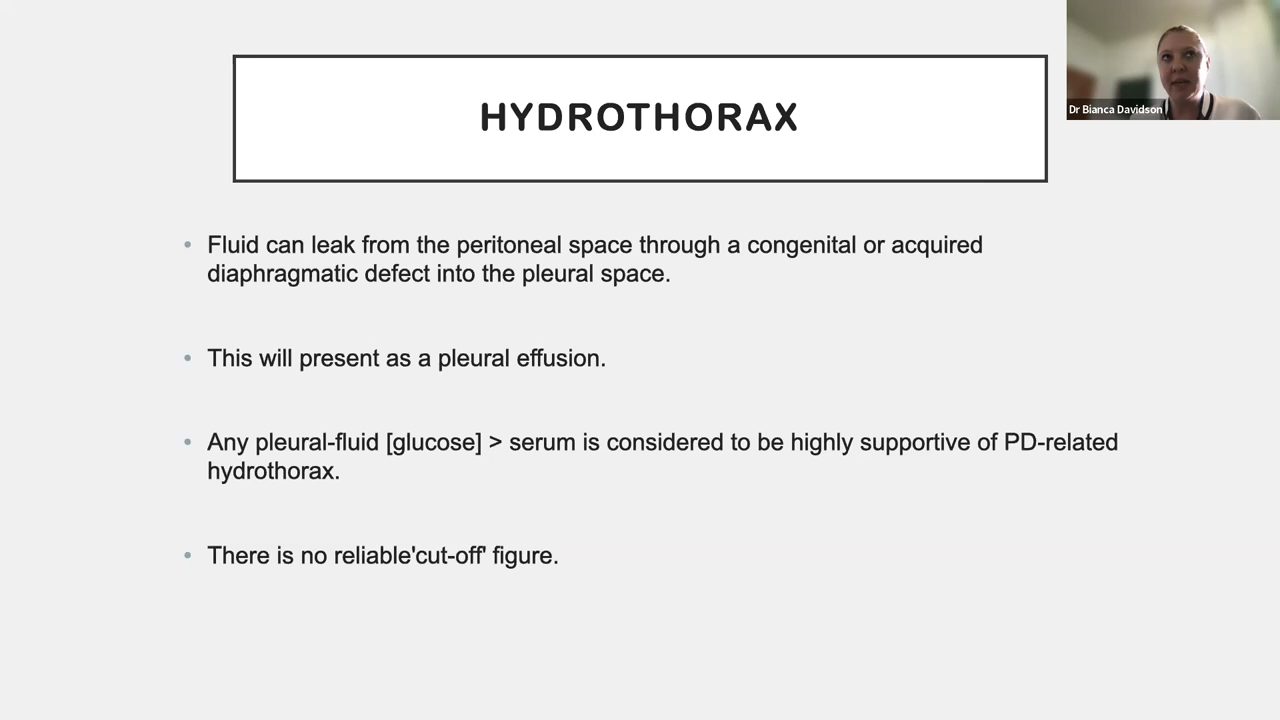 HYDROTHORAX
Dr Bianca Davidson
• Fluid can leak from the peritoneal space through a congenital or acquired
diaphragmatic defect into the pleural space.
• This will present as a pleural effusion.
• Any pleural-fluid [glucose] > serum is considered to be highly supportive of PD-related
hydrothorax.
• There is no reliable'cut-off' figure.